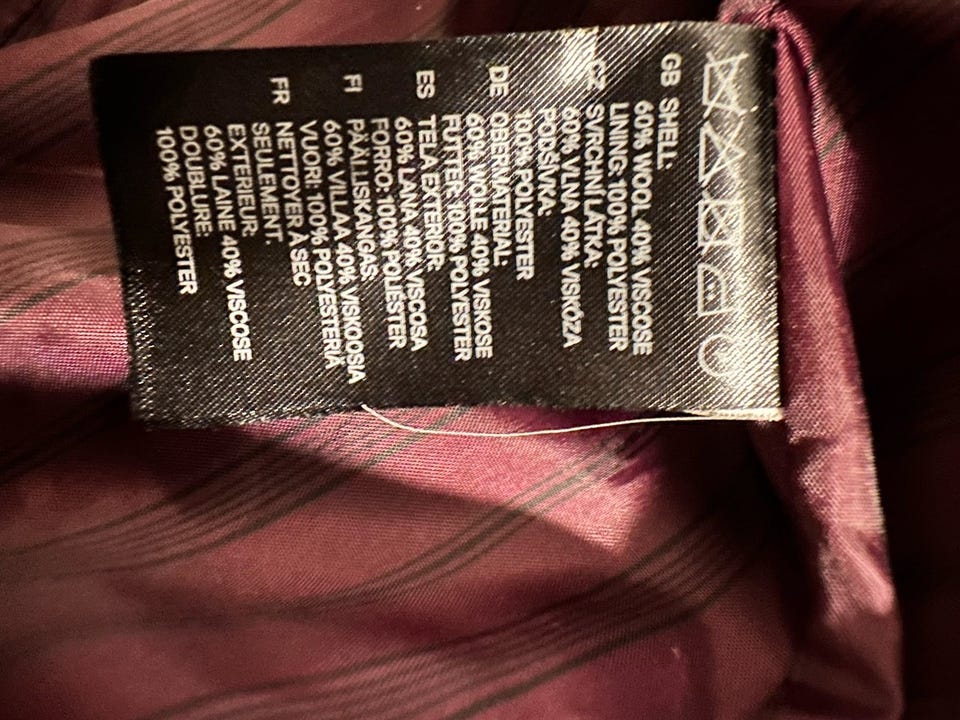 GB SHELL:
60% WOOL 40% VISCOSE
LINING: 100% POLYESTER
CZ SVRCHNÍ LÁTKA:
60% VLNA 40% VISKÓZA
PODŠÍVKA:
100% POLYESTER
DE OBERMATERIAL:
60% WOLLE 40% VISKOSE
FUTTER: 100% POLYESTER
ES TELA EXTERIOR:
60% LANA 40% VISCOSA
FORRO: 100% POLIÉSTER
FI PÄÄLLISKANGAS:
60% VILLAA 40% VISKOOSIA
VUORI: 100% POLYESTERIÄ
FR NETTOYER À SEC
SEULEMENT.
EXTERIEUR:
60% LAINE 40% VISCOSE
DOUBLURE:
100% POLYESTER